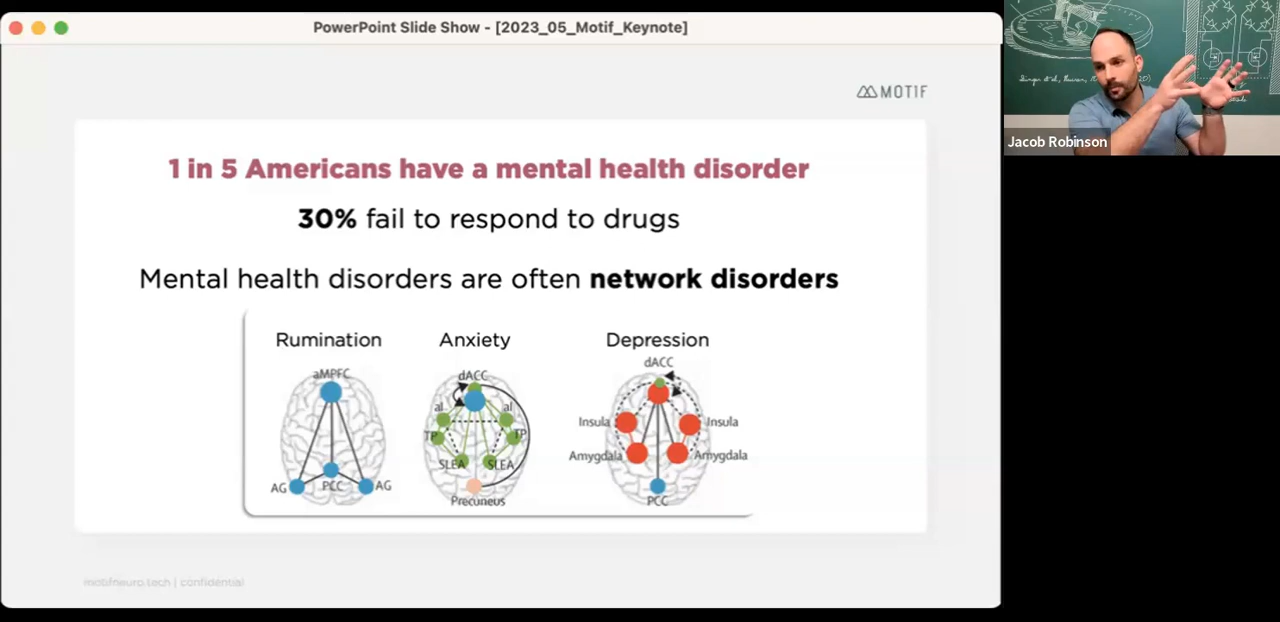 PowerPoint Slide Show - [2023_05_Motif_Keynote]
MOTIF
1 in 5 Americans have a mental health disorder
30% fail to respond to drugs
Mental health disorders are often network disorders
Rumination
aMPFC
AG
PCC
AG
Anxiety
dACC
aI
aI
TP
TP
SLEA
SLEA
Precuneus
Depression
dACC
Insula
Insula
Amygdala
Amygdala
PCC
motifneuro.tech | confidential
Jacob Robinson